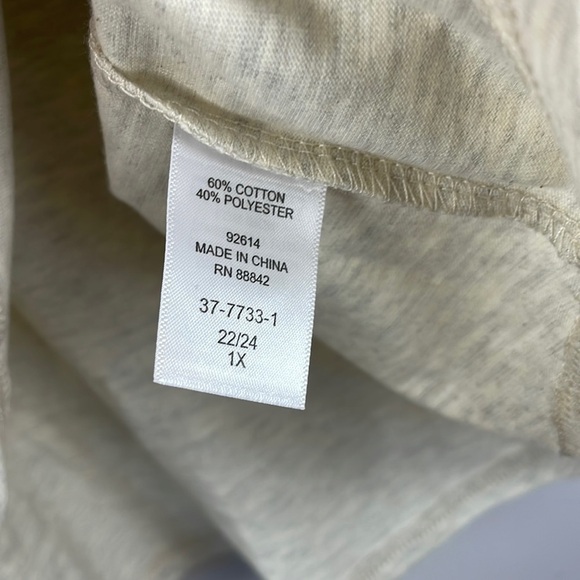 60% COTTON
40% POLYESTER
92614
MADE IN CHINA
RN 88842
37-7733-1
22/24
1X